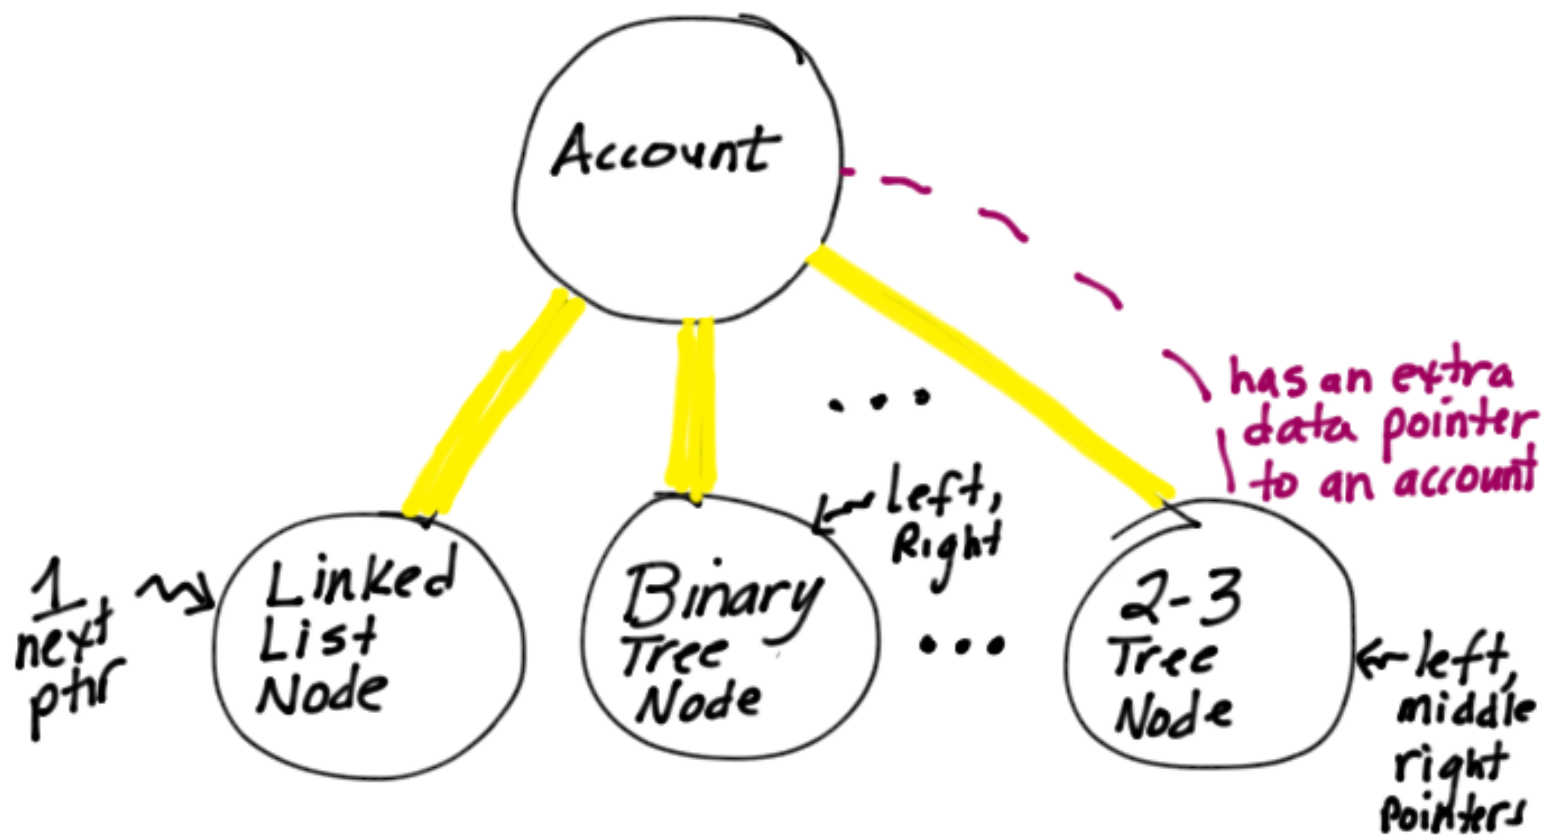 Account
has an extra
data pointer
to an account
left,
Right
1
next
ptr
Linked
List
Node
Binary
Tree
Node
2-3
Tree
Node
left,
middle
right
pointers